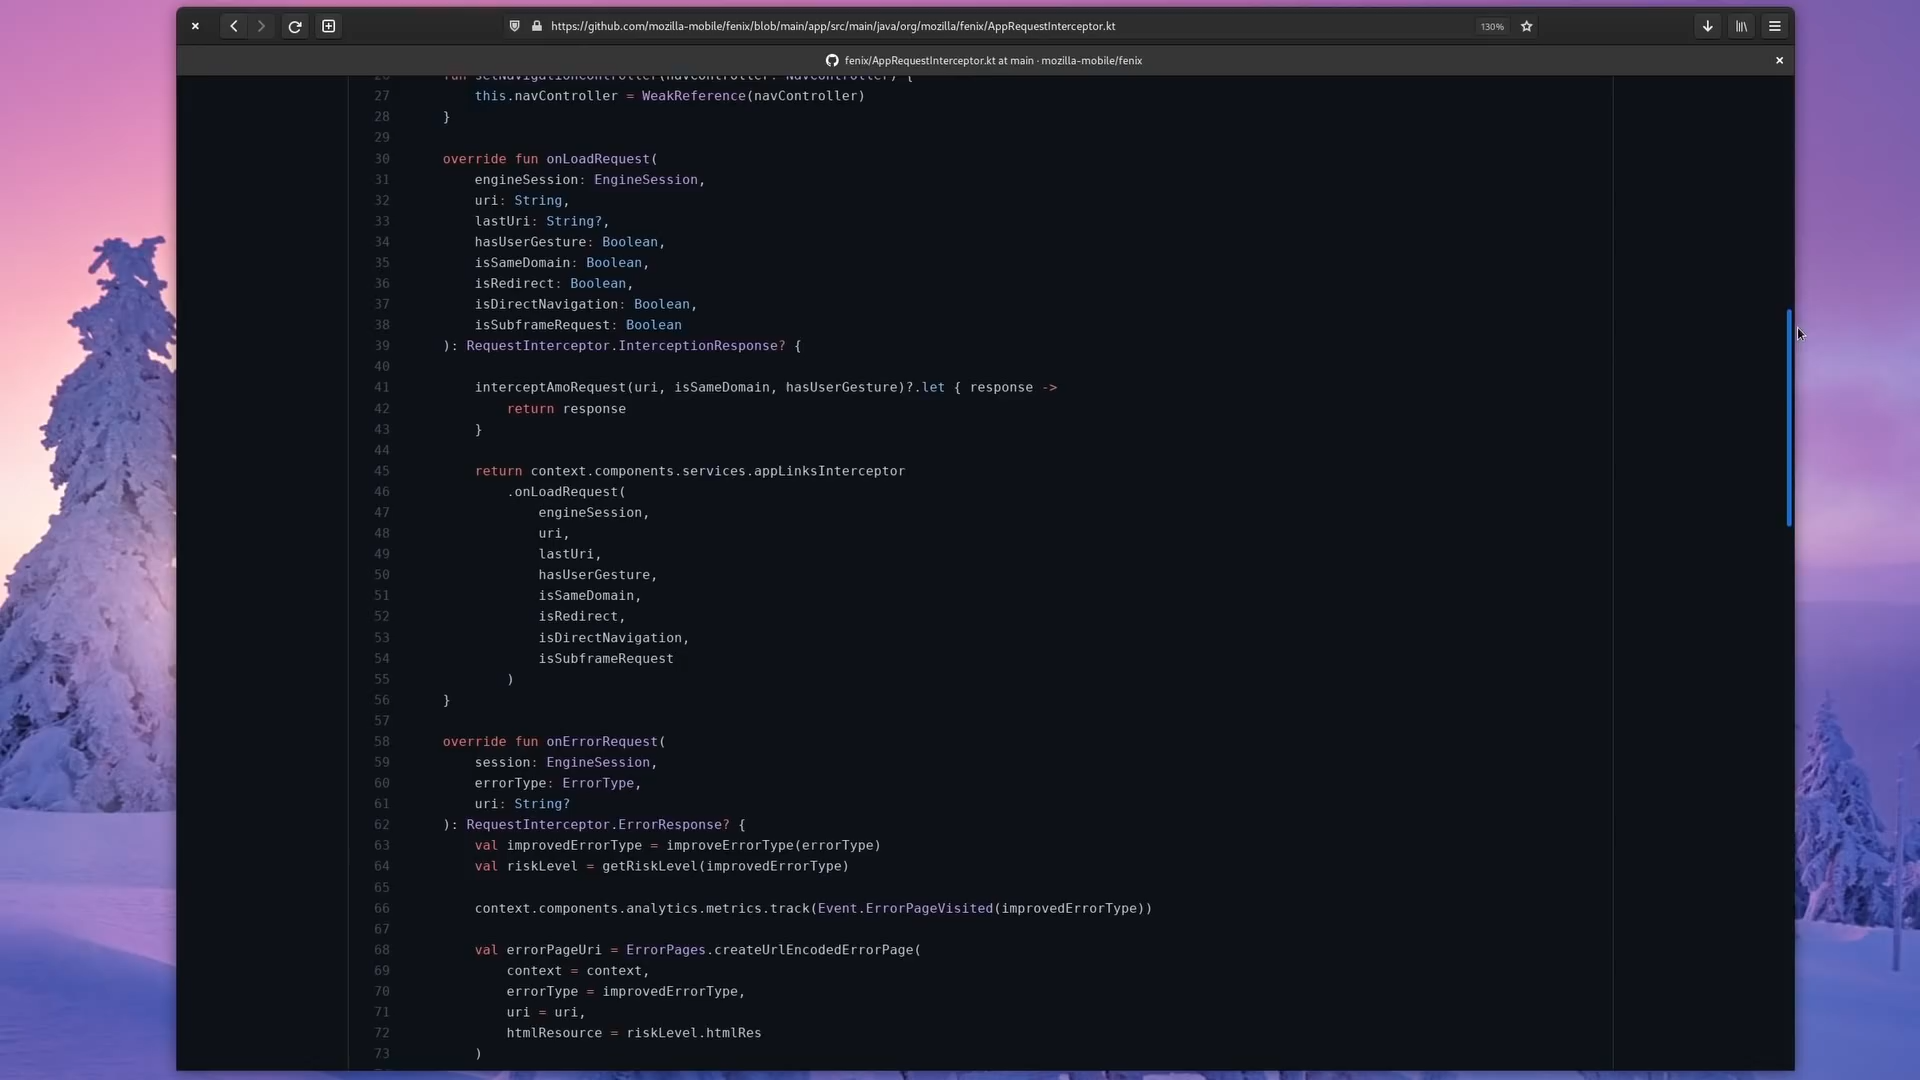 https://github.com/mozilla-mobile/fenix/blob/main/app/src/main/java/org/mozilla/fenix/AppRequestInterceptor.kt
130%
fenix/AppRequestInterceptor.kt at main · mozilla-mobile/fenix
26 fun setNavigationController(navController: NavController) {
27 this.navController = WeakReference(navController)
28 }
29
30 override fun onLoadRequest(
31 engineSession: EngineSession,
32 uri: String,
33 lastUri: String?,
34 hasUserGesture: Boolean,
35 isSameDomain: Boolean,
36 isRedirect: Boolean,
37 isDirectNavigation: Boolean,
38 isSubframeRequest: Boolean
39 ): RequestInterceptor.InterceptionResponse? {
40
41 interceptAmoRequest(uri, isSameDomain, hasUserGesture)?.let { response ->
42 return response
43 }
44
45 return context.components.services.appLinksInterceptor
46 .onLoadRequest(
47 engineSession,
48 uri,
49 lastUri,
50 hasUserGesture,
51 isSameDomain,
52 isRedirect,
53 isDirectNavigation,
54 isSubframeRequest
55 )
56 }
57
58 override fun onErrorRequest(
59 session: EngineSession,
60 errorType: ErrorType,
61 uri: String?
62 ): RequestInterceptor.ErrorResponse? {
63 val improvedErrorType = improveErrorType(errorType)
64 val riskLevel = getRiskLevel(improvedErrorType)
65
66 context.components.analytics.metrics.track(Event.ErrorPageVisited(improvedErrorType))
67
68 val errorPageUri = ErrorPages.createUrlEncodedErrorPage(
69 context = context,
70 errorType = improvedErrorType,
71 uri = uri,
72 htmlResource = riskLevel.htmlRes
73 )